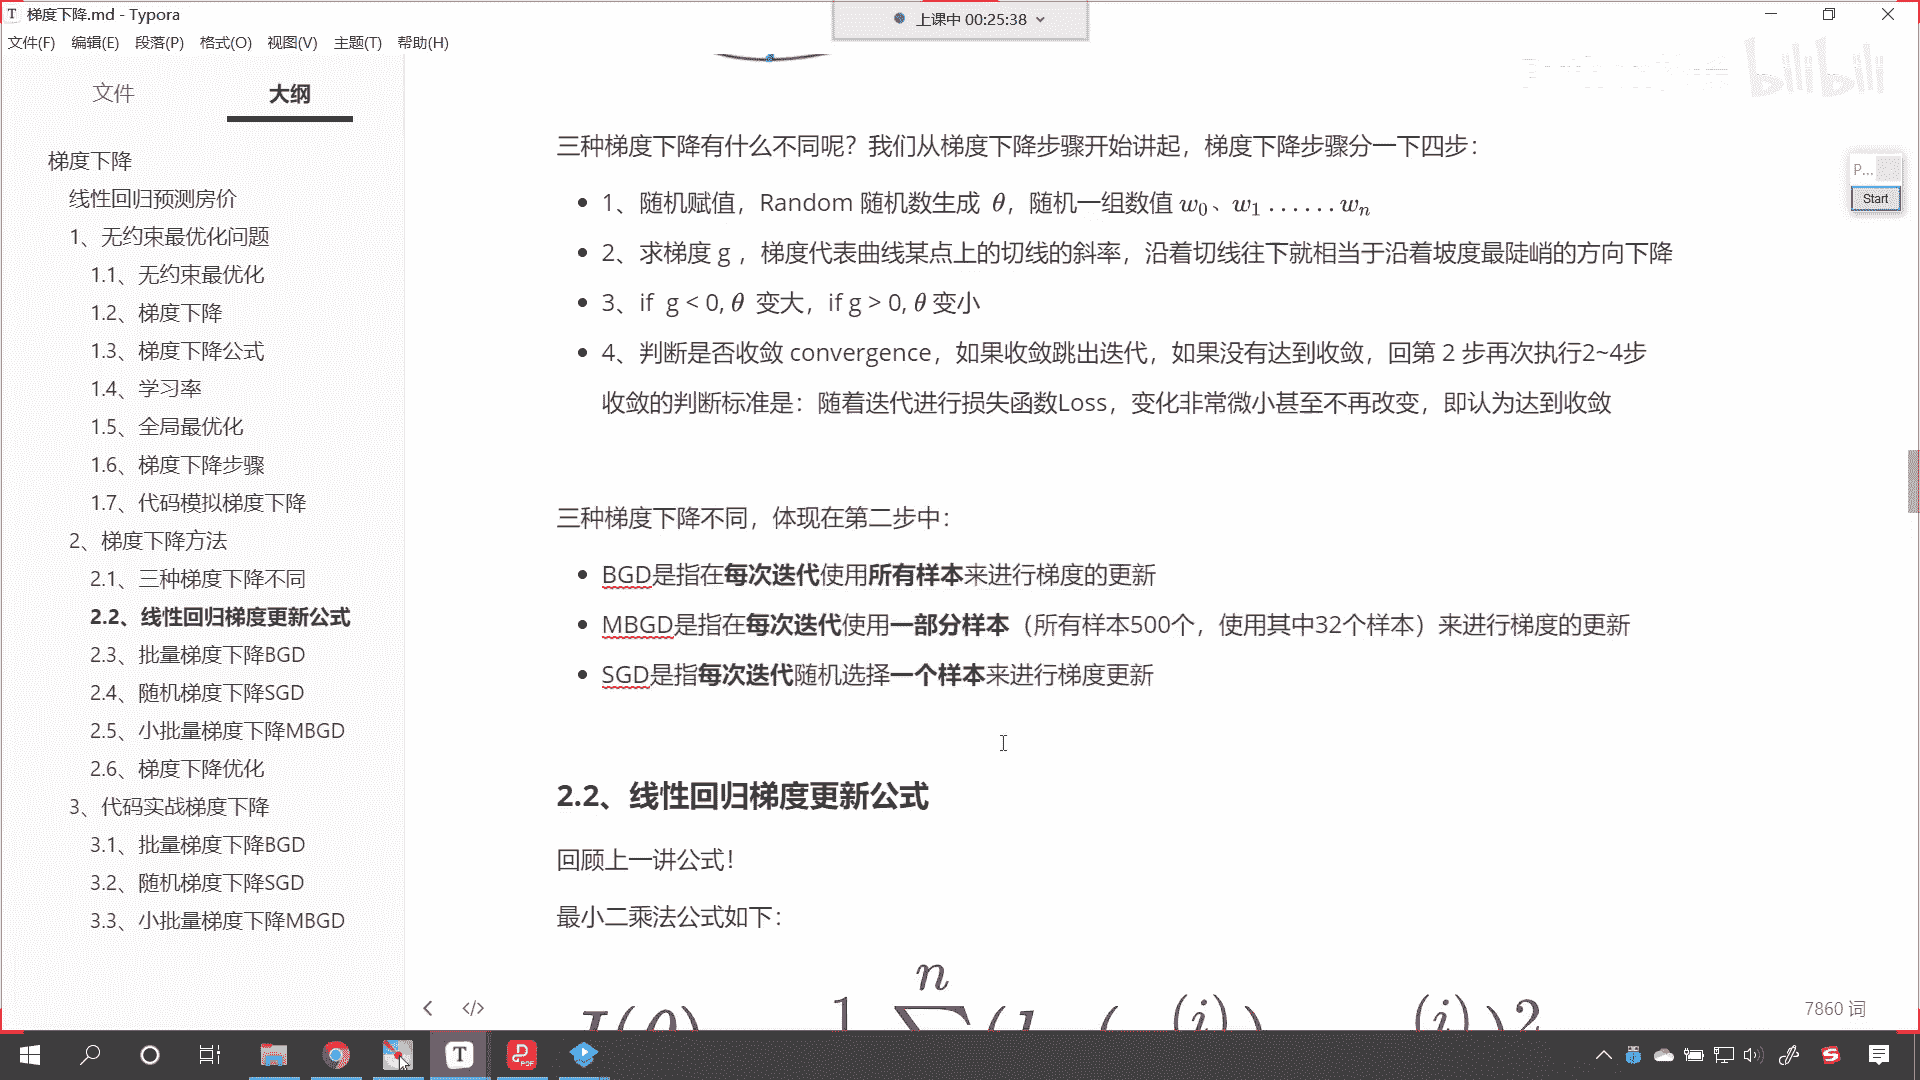 T 梯度下降.md - Typora
上课中 00:25:38
文件(F) 编辑(E) 段落(P) 格式(O) 视图(V) 主题(T) 帮助(H)
bilibili
文件 大纲
梯度下降
线性回归预测房价
1、无约束最优化问题
1.1、无约束最优化
1.2、梯度下降
1.3、梯度下降公式
1.4、学习率
1.5、全局最优化
1.6、梯度下降步骤
1.7、代码模拟梯度下降
2、梯度下降方法
2.1、三种梯度下降不同
2.2、线性回归梯度更新公式
2.3、批量梯度下降BGD
2.4、随机梯度下降SGD
2.5、小批量梯度下降MBGD
2.6、梯度下降优化
3、代码实战梯度下降
3.1、批量梯度下降BGD
3.2、随机梯度下降SGD
3.3、小批量梯度下降MBGD
三种梯度下降有什么不同呢？我们从梯度下降步骤开始讲起，梯度下降步骤分一下四步：
1、随机赋值，Random 随机数生成 θ，随机一组数值 w₀、w₁ ...... wₙ
2、求梯度 g ，梯度代表曲线某点上的切线的斜率，沿着切线往下就相当于沿着坡度最陡峭的方向下降
3、if g < 0, θ 变大，if g > 0, θ 变小
4、判断是否收敛 convergence，如果收敛跳出迭代，如果没有达到收敛，回第 2 步再次执行2~4步
收敛的判断标准是：随着迭代进行损失函数Loss，变化非常微小甚至不再改变，即认为达到收敛
三种梯度下降不同，体现在第二步中：
BGD是指在每次迭代使用所有样本来进行梯度的更新
MBGD是指在每次迭代使用一部分样本（所有样本500个，使用其中32个样本）来进行梯度的更新
SGD是指每次迭代随机选择一个样本来进行梯度更新
2.2、线性回归梯度更新公式
回顾上一讲公式！
最小二乘法公式如下：
P...
Start
7860 词